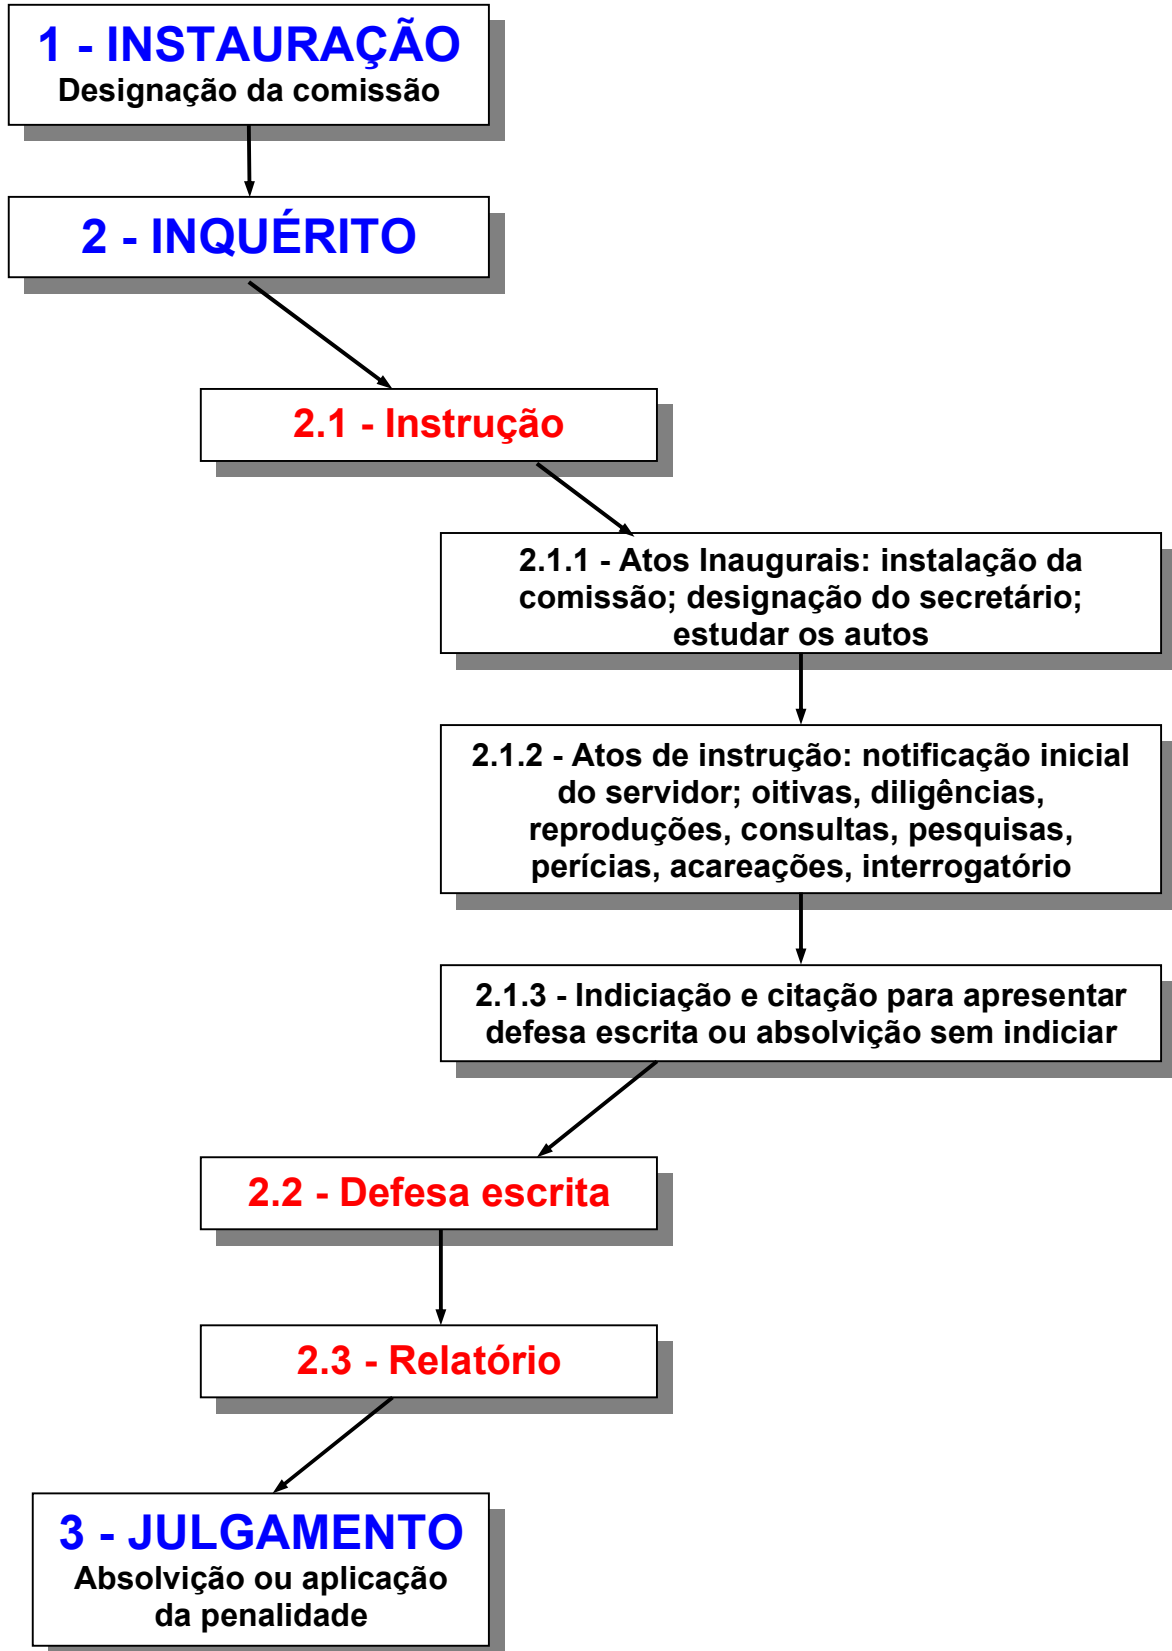 1 - INSTAURAÇÃO
Designação da comissão
2 - INQUÉRITO
2.1 - Instrução
2.1.1 - Atos Inaugurais: instalação da
comissão; designação do secretário;
estudar os autos
2.1.2 - Atos de instrução: notificação inicial
do servidor; oitivas, diligências,
reproduções, consultas, pesquisas,
perícias, acareações, interrogatório
2.1.3 - Indiciação e citação para apresentar
defesa escrita ou absolvição sem indiciar
2.2 - Defesa escrita
2.3 - Relatório
3 - JULGAMENTO
Absolvição ou aplicação
da penalidade